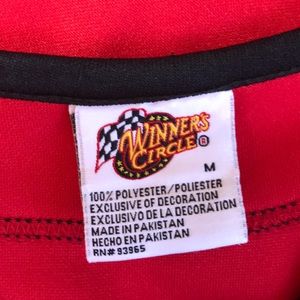 WINNER'S
CIRCLE ®
M
100% POLYESTER/POLIESTER
EXCLUSIVE OF DECORATION
EXCLUSIVO DE LA DECORATION
MADE IN PAKISTAN
HECHO EN PAKISTAN
RN# 93965